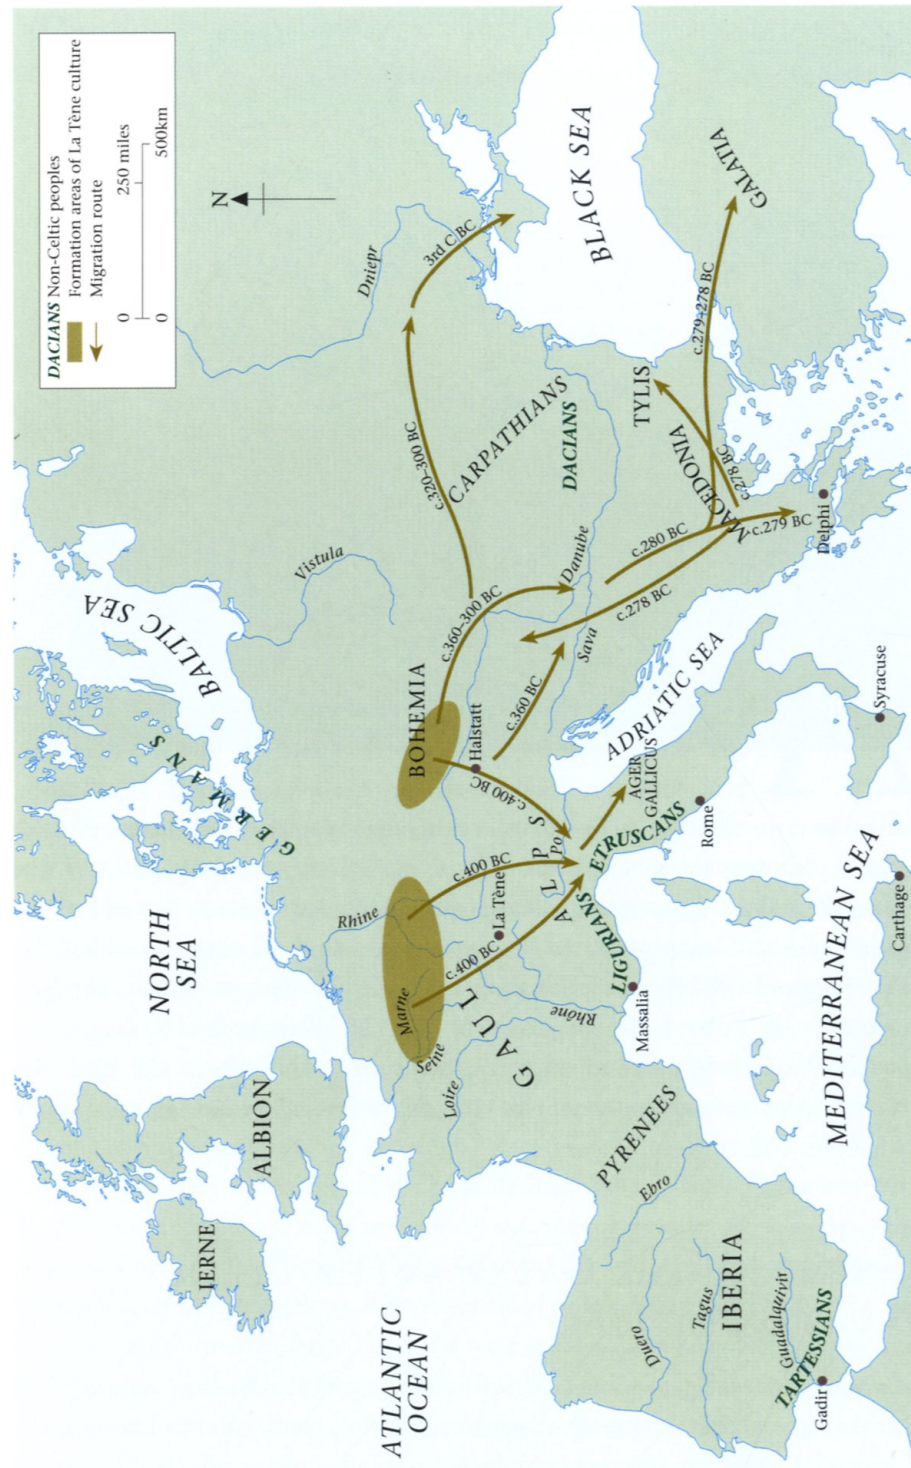 DACIANS Non-Celtic peoples
Formation areas of La Tène culture
Migration route
0 250 miles
0 500km
N
ATLANTIC
OCEAN
IERNE
ALBION
NORTH
SEA
GERMANS
BALTIC SEA
Vistula
Dniepr
3rd C BC
c.320–300 BC
BLACK SEA
GALATIA
c.279–278 BC
TYLIS
CARPATHIANS
DACIANS
MACEDONIA
c.278 BC
c.279 BC
Delphi
c.280 BC
c.278 BC
Danube
Sava
c.360–300 BC
c.360 BC
BOHEMIA
Halstatt
c.400 BC
ADRIATIC SEA
AGER
GALLICUS
ETRUSCANS
Rome
Syracuse
Carthage
MEDITERRANEAN SEA
ALPS
Po
c.400 BC
La Tène
LIGURIANS
Rhine
c.400 BC
Marne
Seine
Loire
GAUL
Rhône
Massalia
PYRENEES
Ebro
IBERIA
Duero
Tagus
Guadalquivir
TARTESSIANS
Gadir